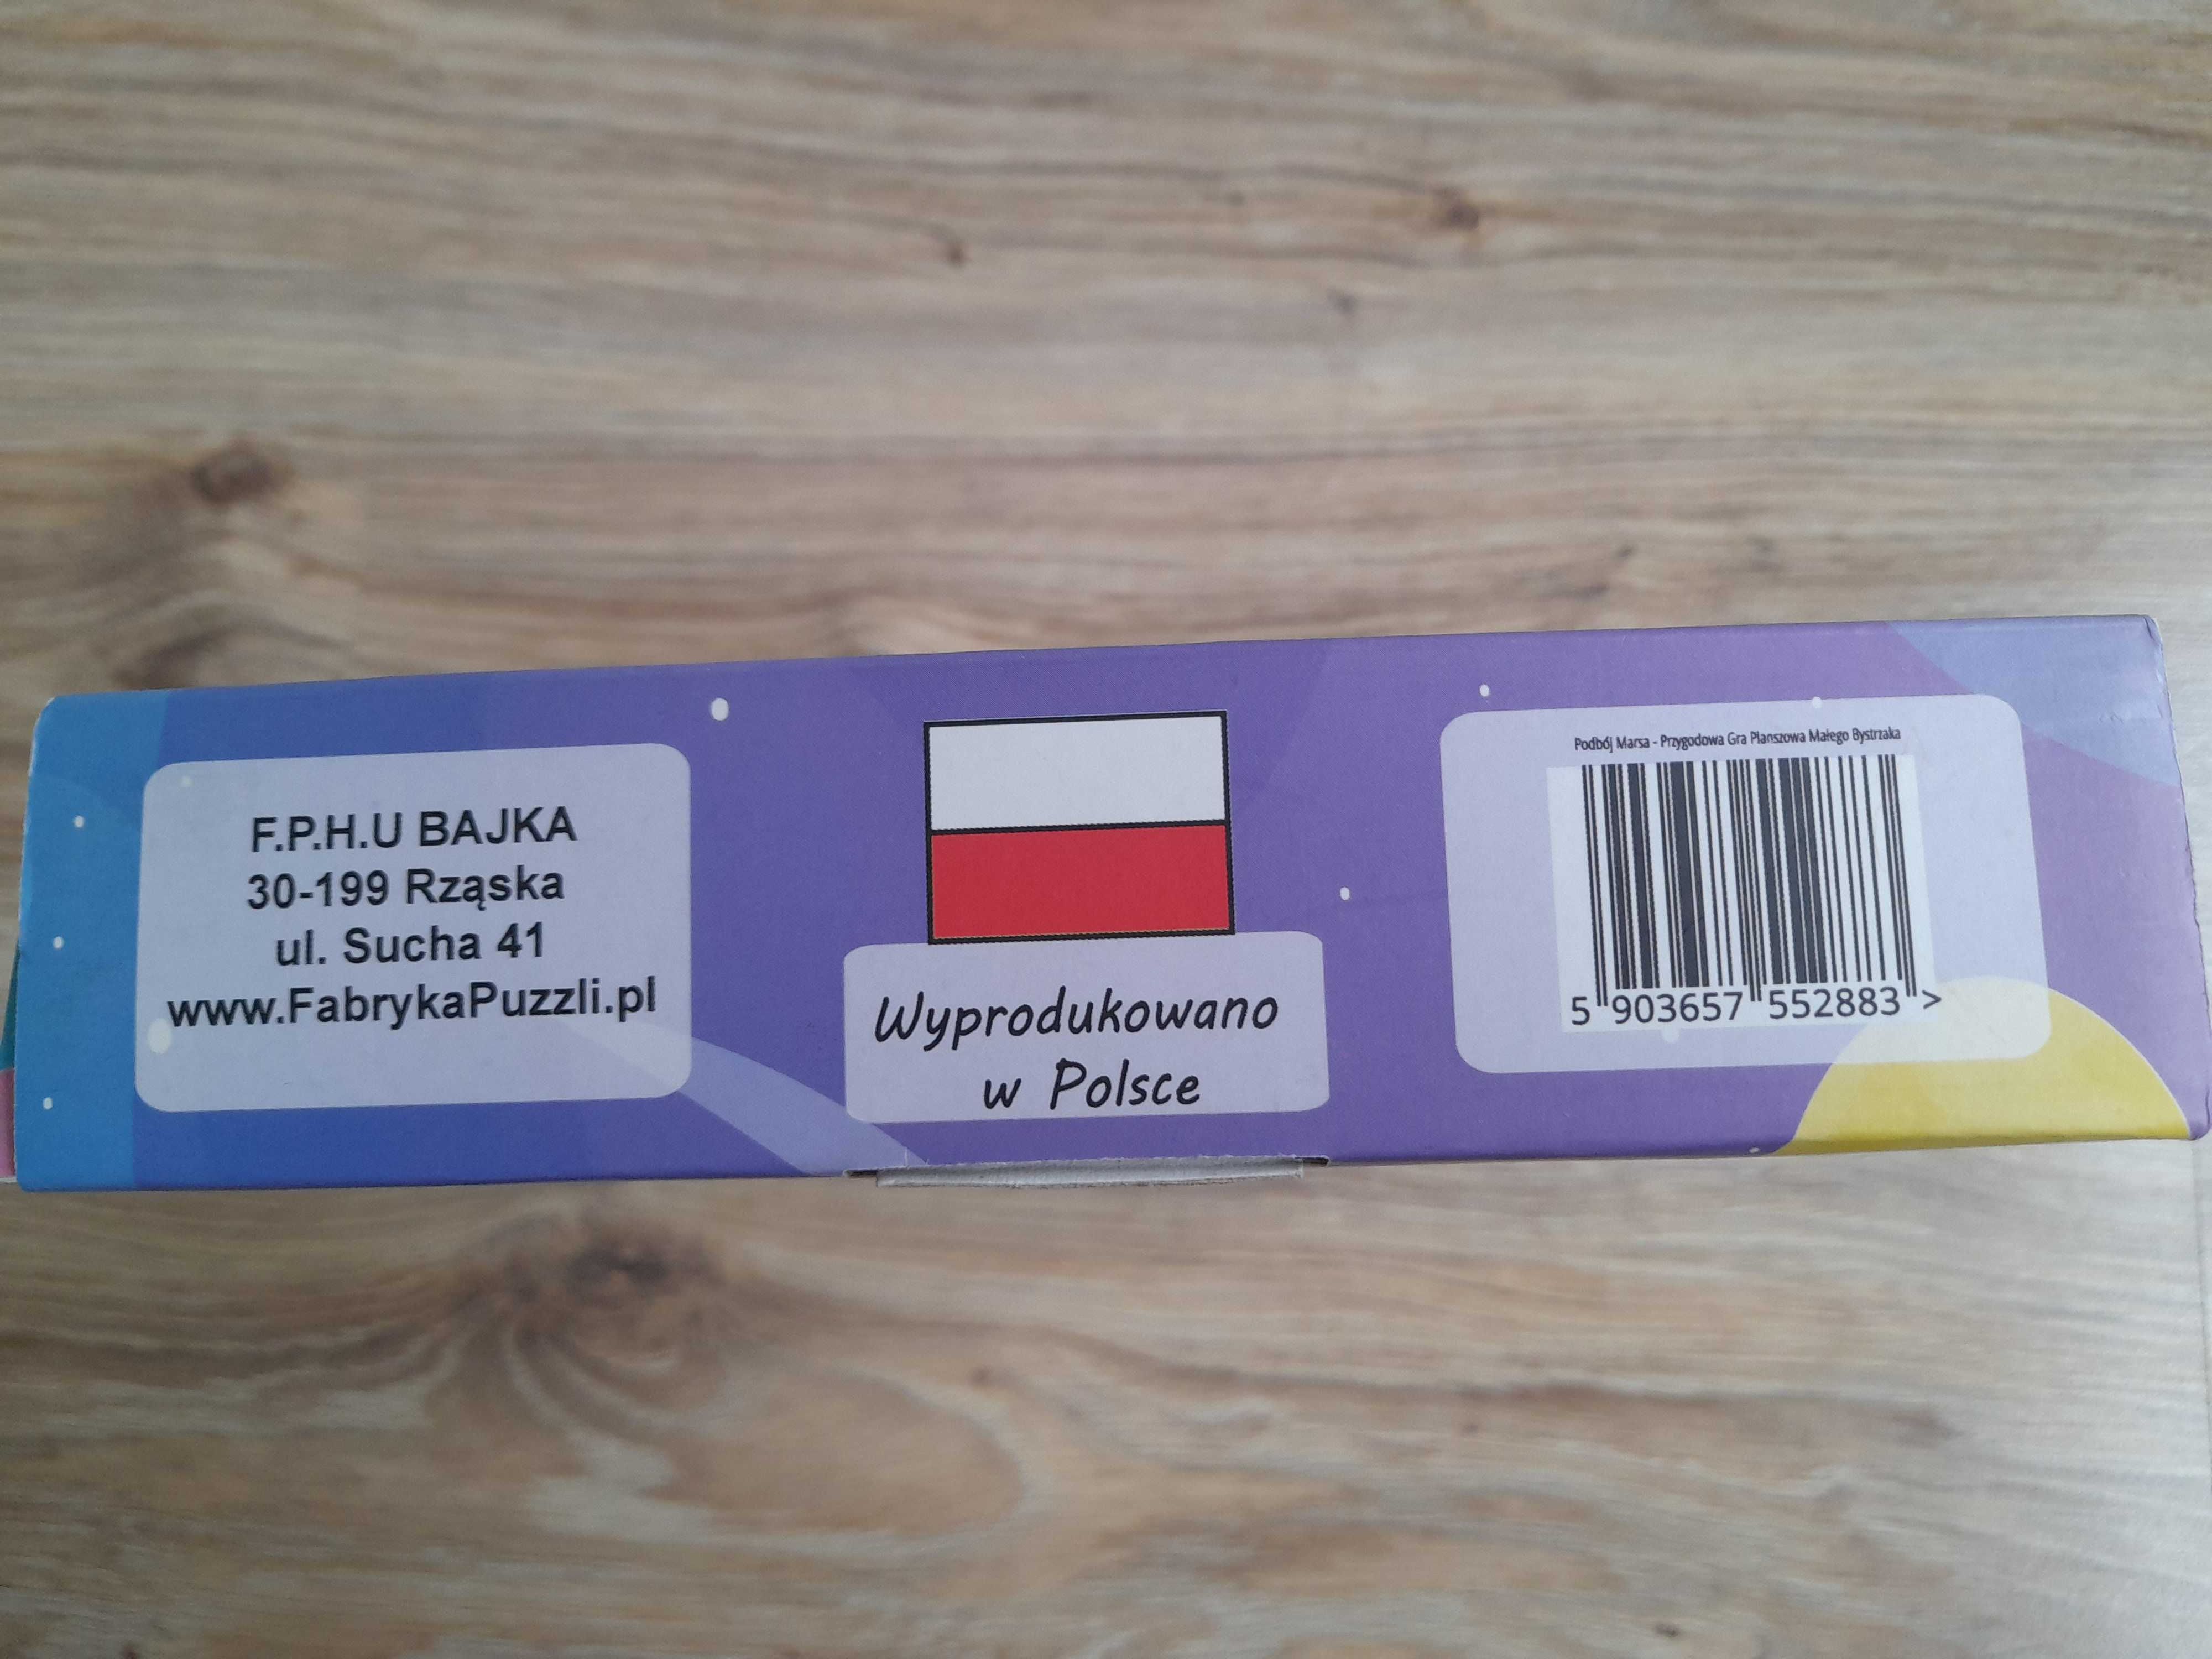 F.P.H.U BAJKA
30-199 Rząska
ul. Sucha 41
www.FabrykaPuzzli.pl
Wyprodukowano
w Polsce
Podbój Marsa - Przygodowa Gra Planszowa Małego Bystrzaka
5 903657 552883 >